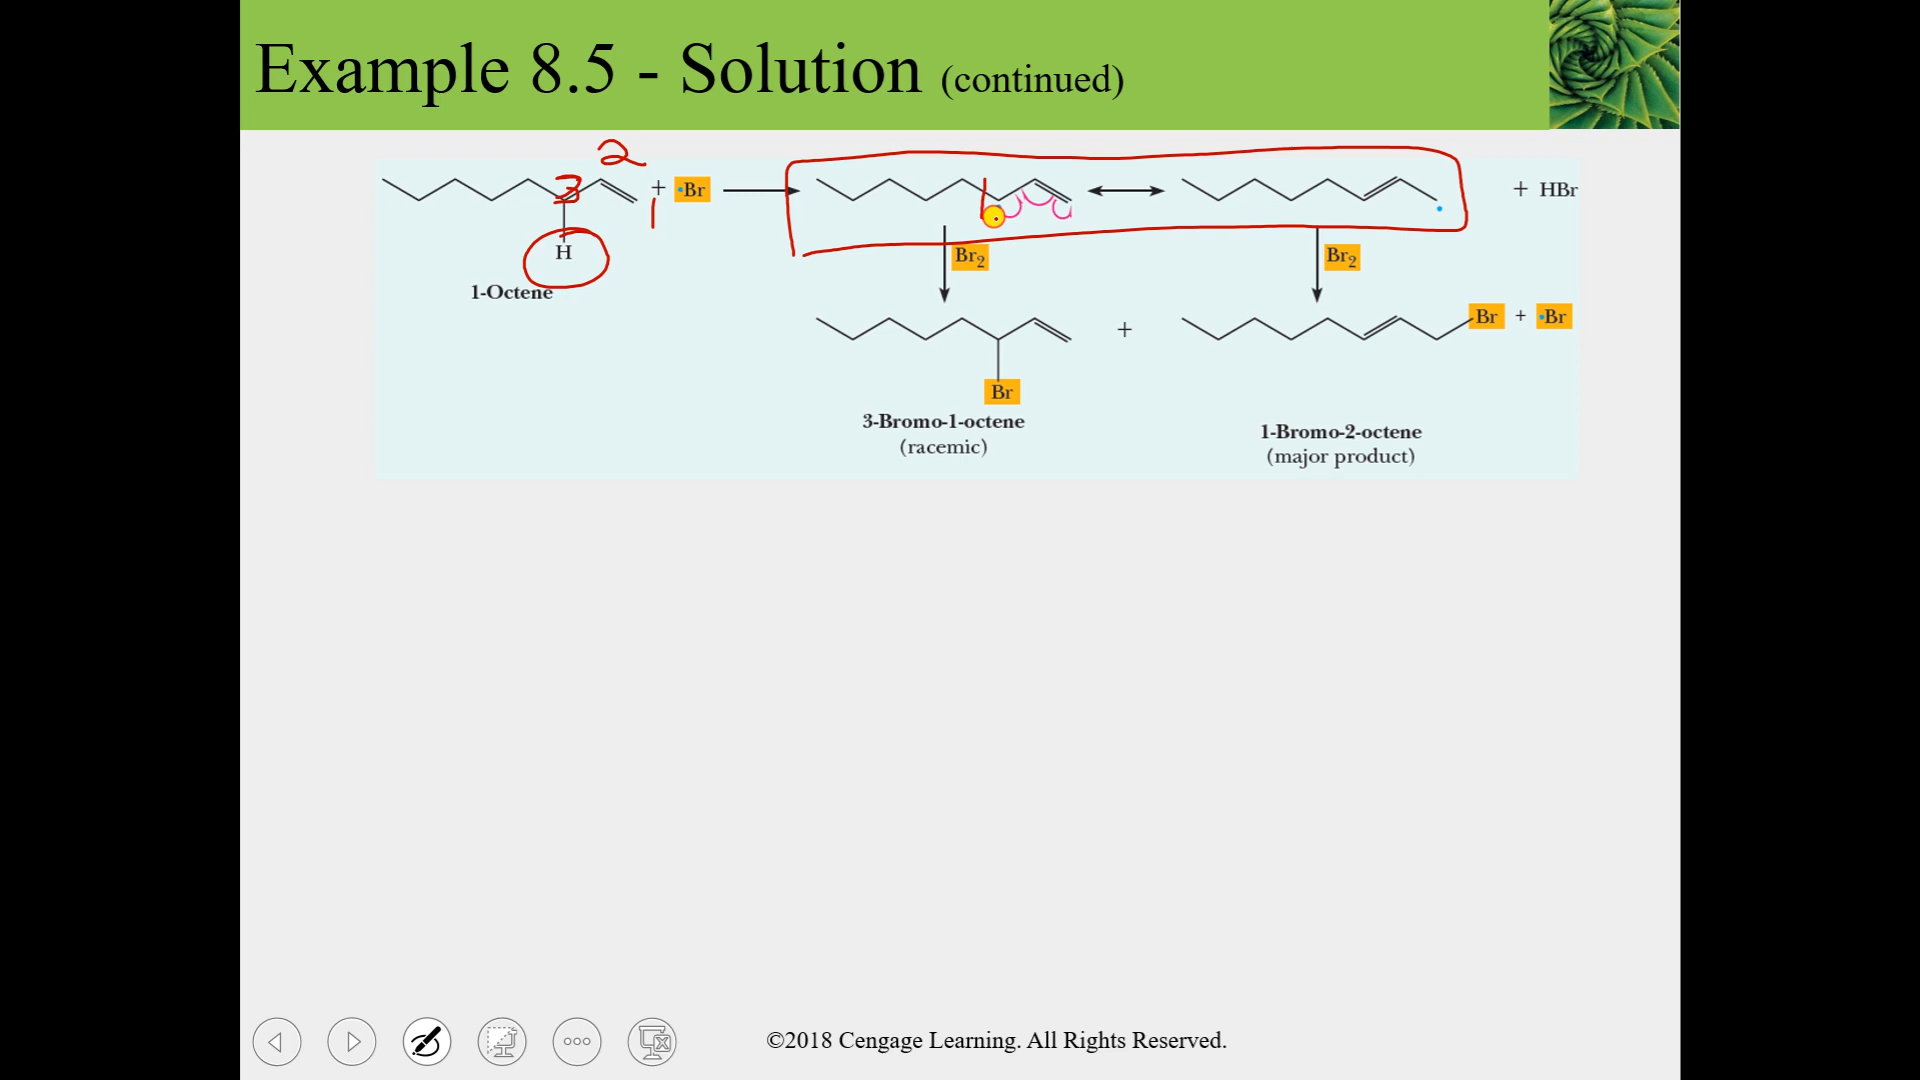 Example 8.5 - Solution (continued)
2
3
+ •Br
1
+ HBr
H
Br₂
Br₂
1-Octene
Br + •Br
+
Br
3-Bromo-1-octene
(racemic)
1-Bromo-2-octene
(major product)
©2018 Cengage Learning. All Rights Reserved.